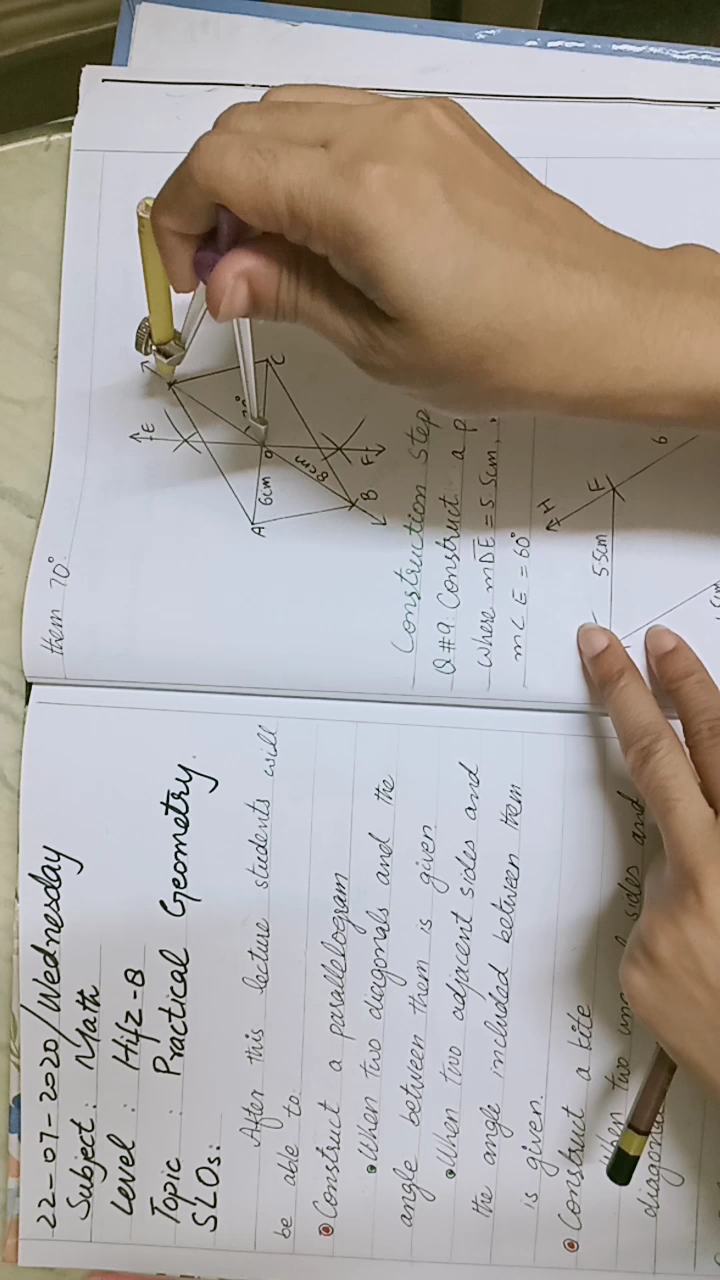 22-07-2020/Wednesday
Subject: Math
Level: Hifz-B
Topic: Practical Geometry.
SLOs:
After this lecture students will
be able to:
Construct a parallelogram
When two diagonals and the
angle between them is given
When two adjacent sides and
the angle included between them
is given.
Construct a kite
When two sides and
them 70°.
E
C
O
6cm
8cm
A
B
F
Construction Step
Q#9: Construct a p
Where mDE = 5.5cm,
m∠E = 60°
H
F
6
5.5cm